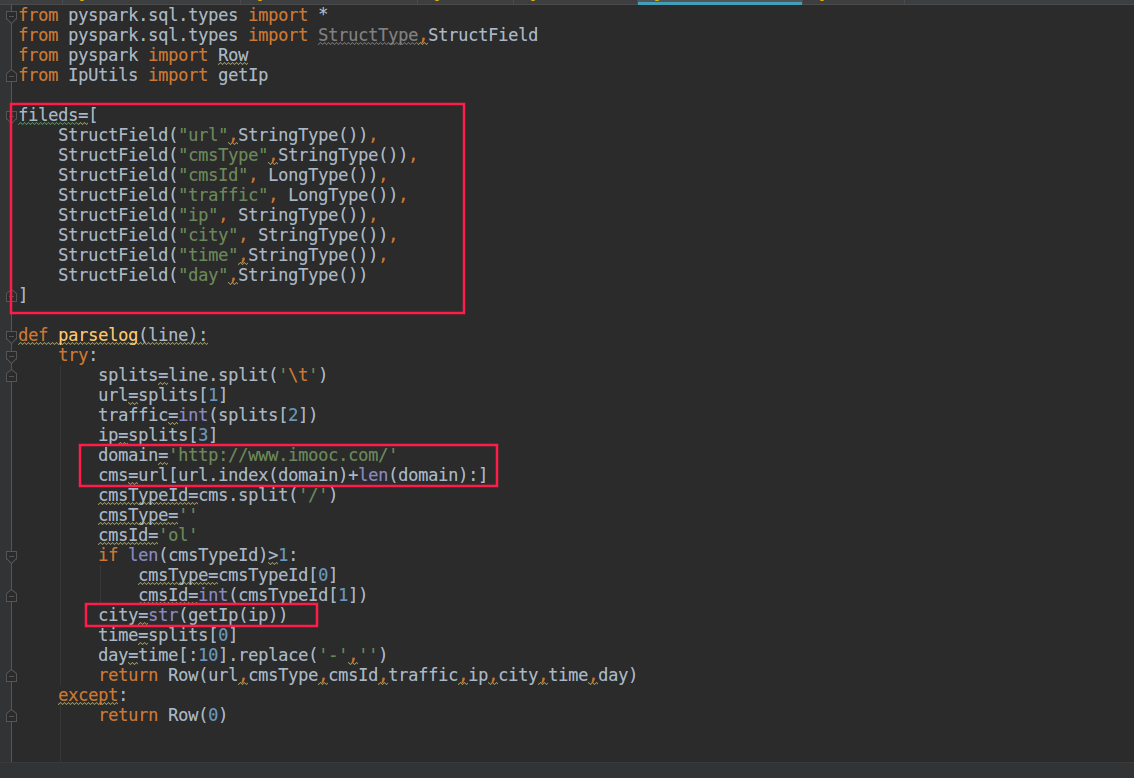 from pyspark.sql.types import *
from pyspark.sql.types import StructType,StructField
from pyspark import Row
from IpUtils import getIp
fileds=[
StructField("url",StringType()),
StructField("cmsType",StringType()),
StructField("cmsId", LongType()),
StructField("traffic", LongType()),
StructField("ip", StringType()),
StructField("city", StringType()),
StructField("time",StringType()),
StructField("day",StringType())
]
def parselog(line):
try:
splits=line.split('\t')
url=splits[1]
traffic=int(splits[2])
ip=splits[3]
domain='http://www.imooc.com/'
cms=url[url.index(domain)+len(domain):]
cmsTypeId=cms.split('/')
cmsType=''
cmsId='ol'
if len(cmsTypeId)>1:
cmsType=cmsTypeId[0]
cmsId=int(cmsTypeId[1])
city=str(getIp(ip))
time=splits[0]
day=time[:10].replace('-','')
return Row(url,cmsType,cmsId,traffic,ip,city,time,day)
except:
return Row(0)